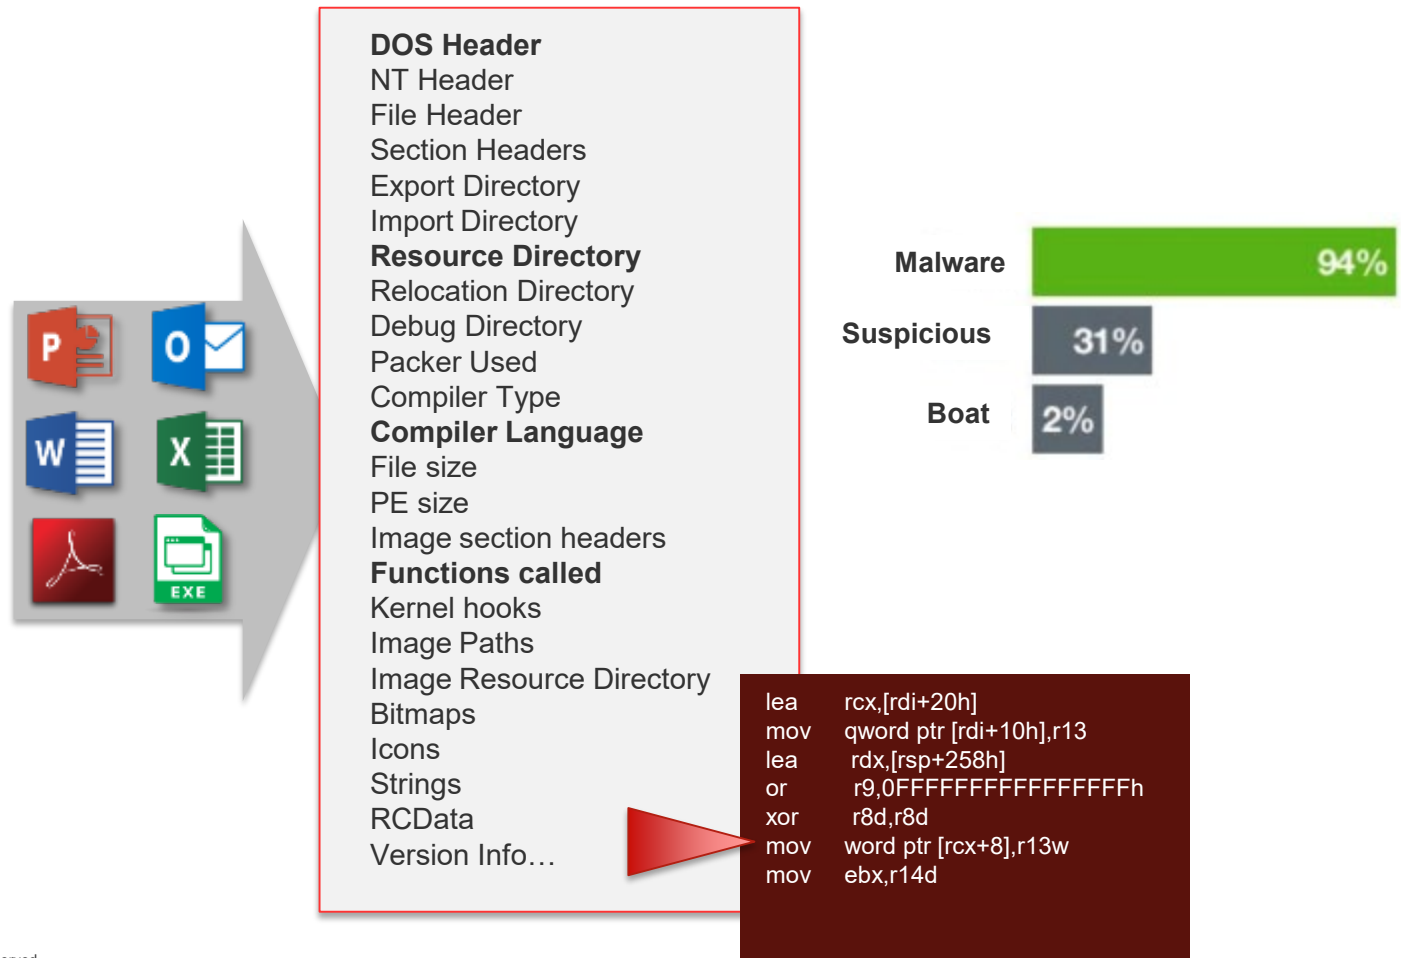 DOS Header
NT Header
File Header
Section Headers
Export Directory
Import Directory
Resource Directory
Relocation Directory
Debug Directory
Packer Used
Compiler Type
Compiler Language
File size
PE size
Image section headers
Functions called
Kernel hooks
Image Paths
Image Resource Directory
Bitmaps
Icons
Strings
RCData
Version Info…
P
O
W
X
EXE
Malware 94%
Suspicious 31%
Boat 2%
lea rcx,[rdi+20h]
mov qword ptr [rdi+10h],r13
lea rdx,[rsp+258h]
or r9,0FFFFFFFFFFFFFFFFh
xor r8d,r8d
mov word ptr [rcx+8],r13w
mov ebx,r14d